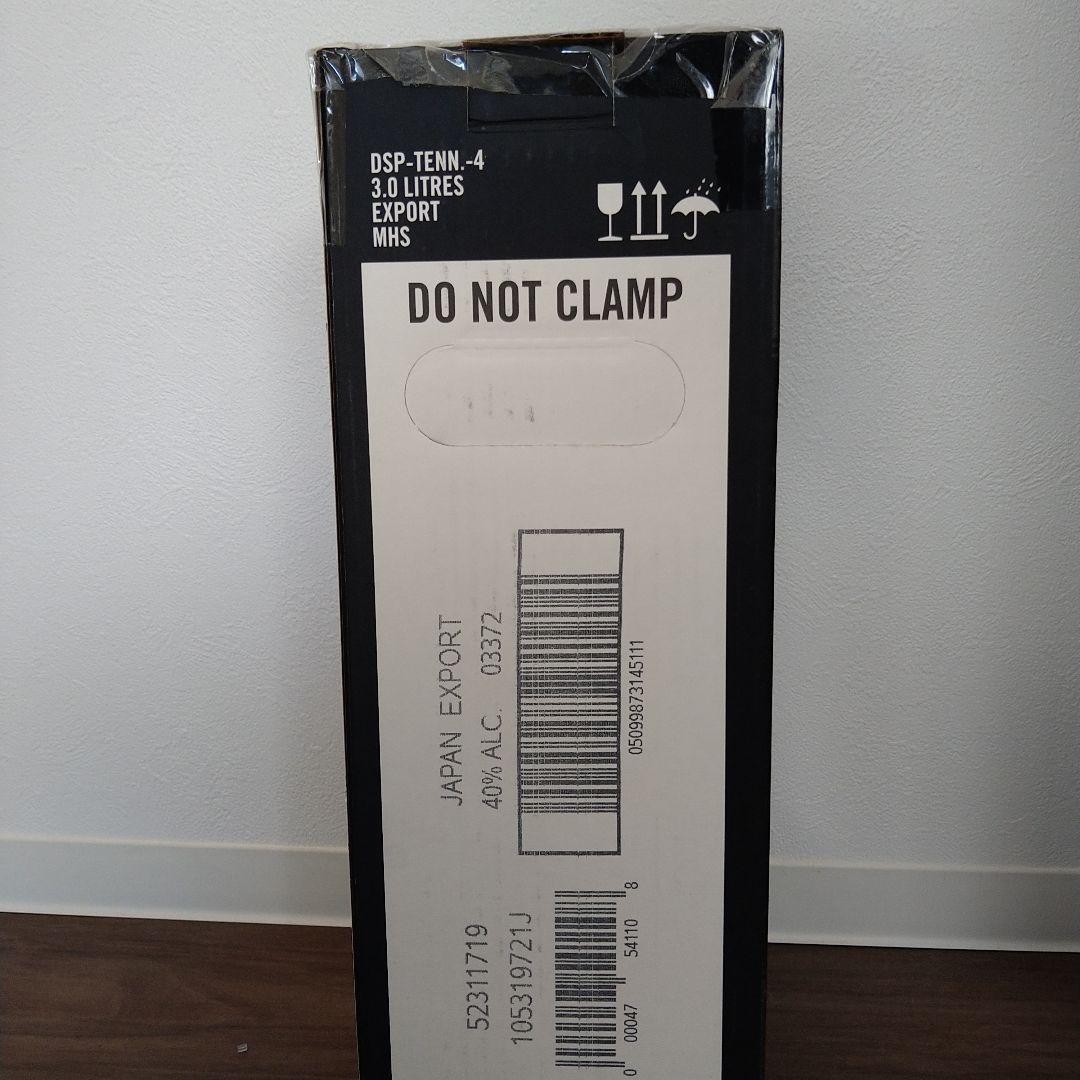 DSP-TENN.-4
3.0 LITRES
EXPORT
MHS
DO NOT CLAMP
JAPAN EXPORT
40% ALC. 03372
05099873145111
52311719
105319721J
0 00047 54110 8